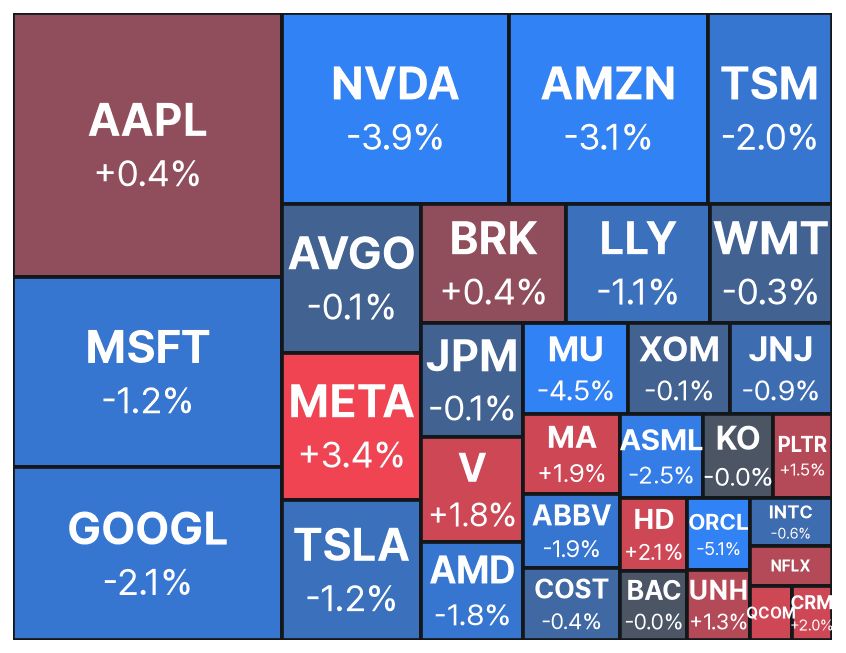 AAPL
+0.4%
NVDA
-3.9%
AMZN
-3.1%
TSM
-2.0%
AVGO
-0.1%
BRK
+0.4%
LLY
-1.1%
WMT
-0.3%
MSFT
-1.2%
META
+3.4%
JPM
-0.1%
MU
-4.5%
XOM
-0.1%
JNJ
-0.9%
V
+1.8%
MA
+1.9%
ASML
-2.5%
KO
-0.0%
PLTR
+1.5%
GOOGL
-2.1%
TSLA
-1.2%
AMD
-1.8%
ABBV
-1.9%
HD
+2.1%
ORCL
-5.1%
INTC
-0.6%
NFLX
COST
-0.4%
BAC
-0.0%
UNH
+1.3%
QCOM
CRM
+2.0%